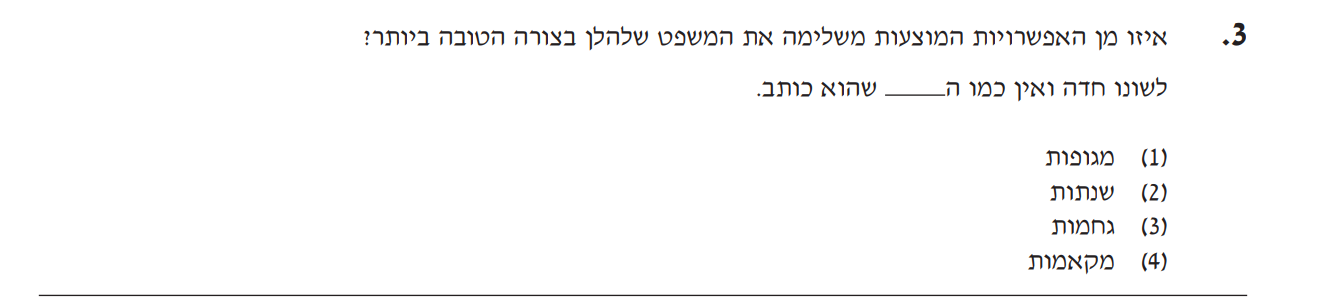 3. איזו מן האפשרויות המוצעות משלימה את המשפט שלהלן בצורה הטובה ביותר?
לשונו חדה ואין כמו ה_____ שהוא כותב.
(1) מגופות
(2) שנתות
(3) גחמות
(4) מקאמות